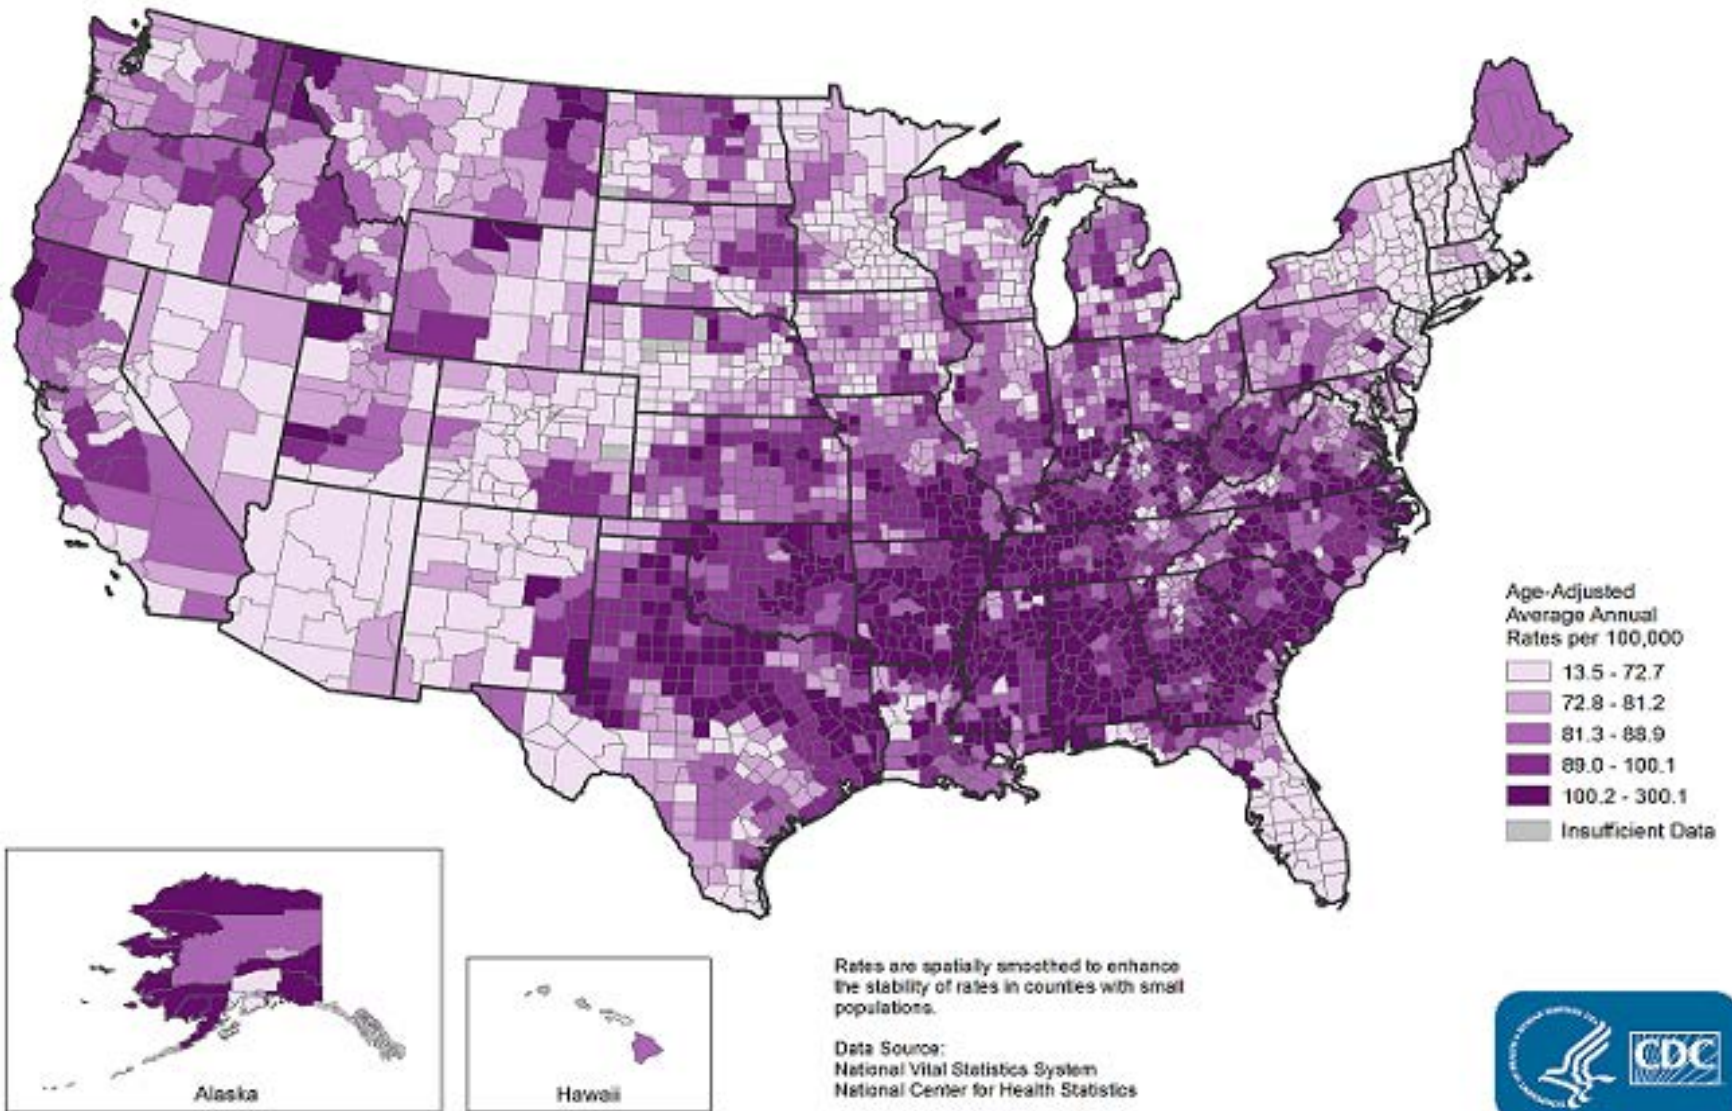 Age-Adjusted
Average Annual
Rates per 100,000
13.5 - 72.7
72.8 - 81.2
81.3 - 88.9
89.0 - 100.1
100.2 - 300.1
Insufficient Data
Alaska
Hawaii
Rates are spatially smoothed to enhance
the stability of rates in counties with small
populations.
Data Source:
National Vital Statistics System
National Center for Health Statistics
CDC